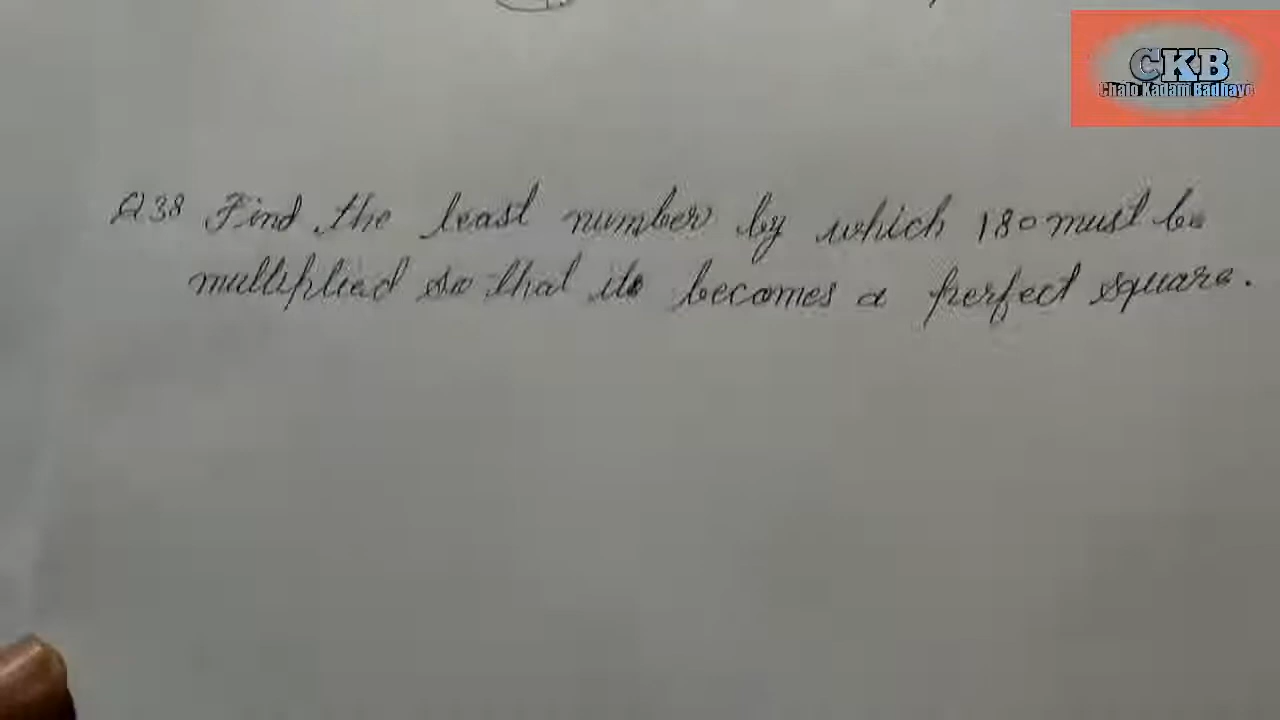 CKB
Chalo Kadam Badhaye
Q38 Find the least number by which 180 must be
multiplied so that it becomes a perfect square.